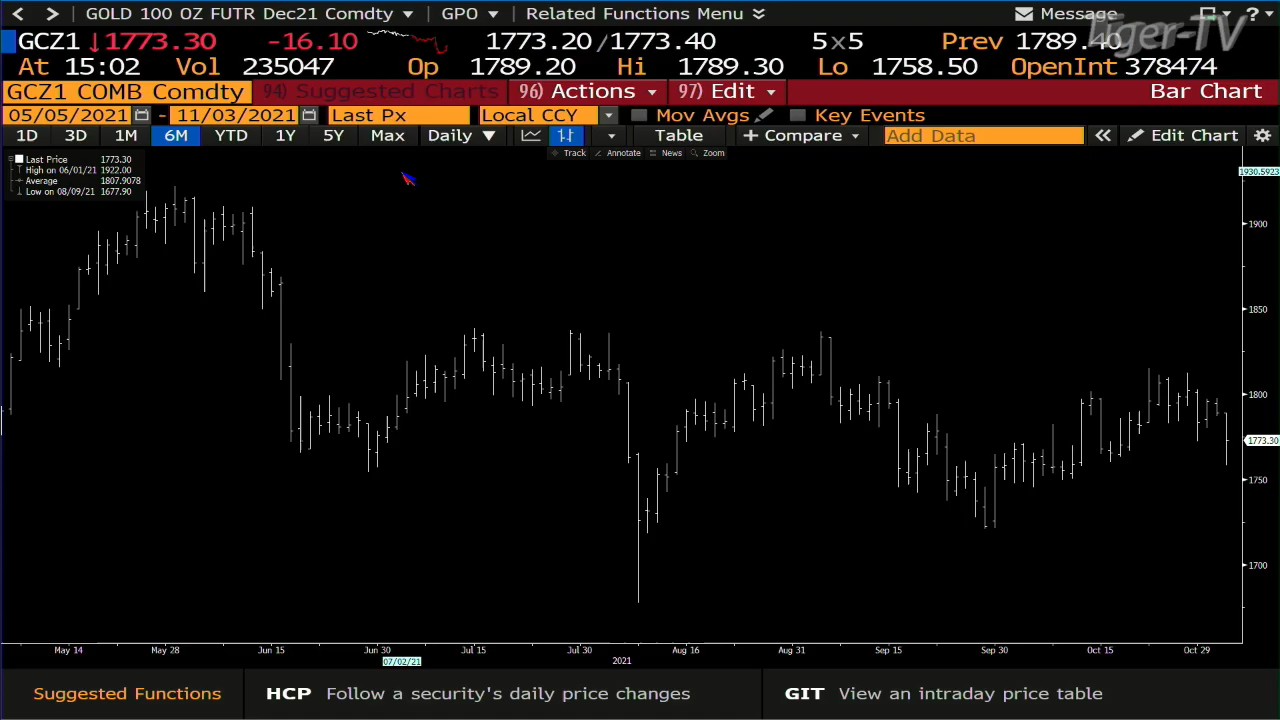 < > GOLD 100 OZ FUTR Dec21 Comdty GPO Related Functions Menu Message ?
GCZ1 ↓1773.30 -16.10 1773.20/1773.40 5×5 Prev 1789.40
Tiger-TV
At 15:02 Vol 235047 Op 1789.20 Hi 1789.30 Lo 1758.50 OpenInt 378474
GCZ1 COMB Comdty 94) Suggested Charts 96) Actions 97) Edit Bar Chart
05/05/2021 - 11/03/2021 Last Px Local CCY Mov Avgs Key Events
1D 3D 1M 6M YTD 1Y 5Y Max Daily ▼ Table + Compare Add Data « Edit Chart
Track Annotate News Zoom
Last Price 1773.30
High on 06/01/21 1922.00
Average 1807.9078
Low on 08/09/21 1677.90
1930.5923
1900
1850
1800
1773.30
1750
1700
May 14 May 28 Jun 15 Jun 30 Jul 15 Jul 30 Aug 16 Aug 31 Sep 15 Sep 30 Oct 15 Oct 29
07/02/21 2021
Suggested Functions HCP Follow a security's daily price changes GIT View an intraday price table